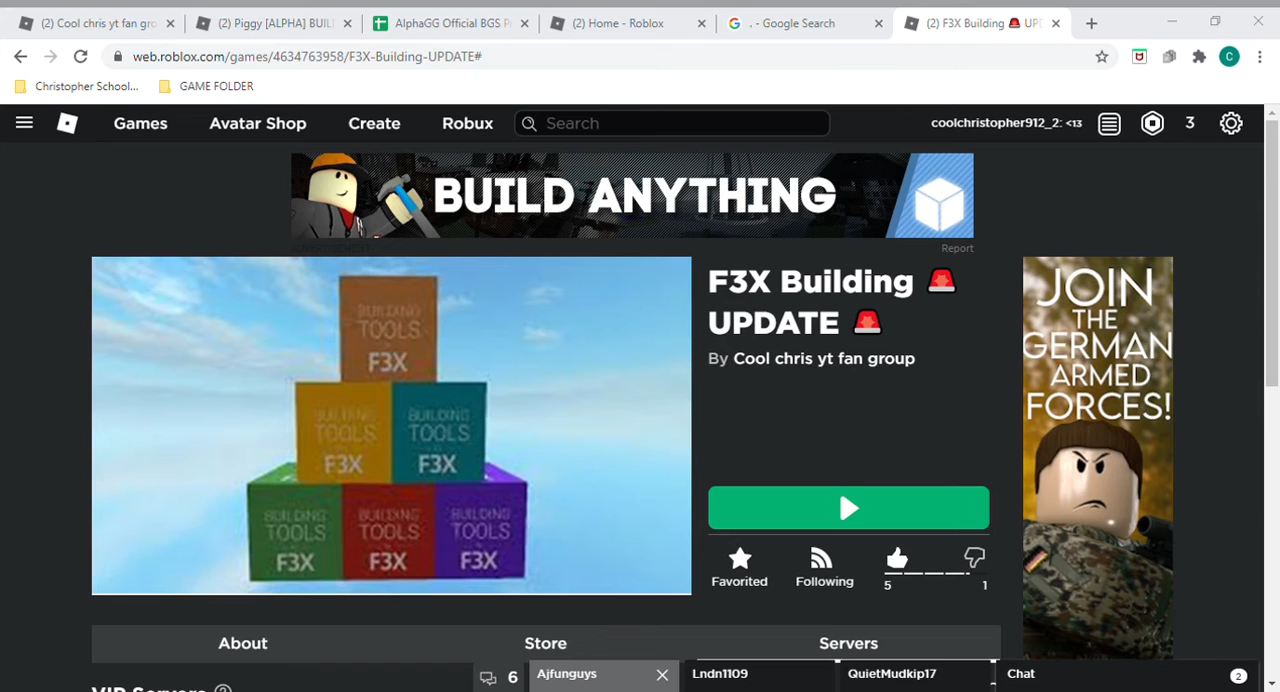 (2) Cool chris yt fan gro
(2) Piggy [ALPHA] BUIL
AlphaGG Official BGS P
(2) Home - Roblox
. - Google Search
(2) F3X Building 🚨 UP
web.roblox.com/games/4634763958/F3X-Building-UPDATE#
C
Christopher School...
GAME FOLDER
Games
Avatar Shop
Create
Robux
Search
coolchristopher912_2: <13
3
BUILD ANYTHING
Report
BUILDING
TOOLS
F3X
BUILDING
TOOLS
F3X
BUILDING
TOOLS
F3X
BUILDING
TOOLS
F3X
BUILDING
TOOLS
F3X
BUILDING
TOOLS
F3X
F3X Building 🚨
UPDATE 🚨
By Cool chris yt fan group
Favorited
Following
5
1
JOIN
THE
GERMAN
ARMED
FORCES!
About
Store
Servers
VIP Servers
6
Ajfunguys
Lndn1109
QuietMudkip17
Chat
2